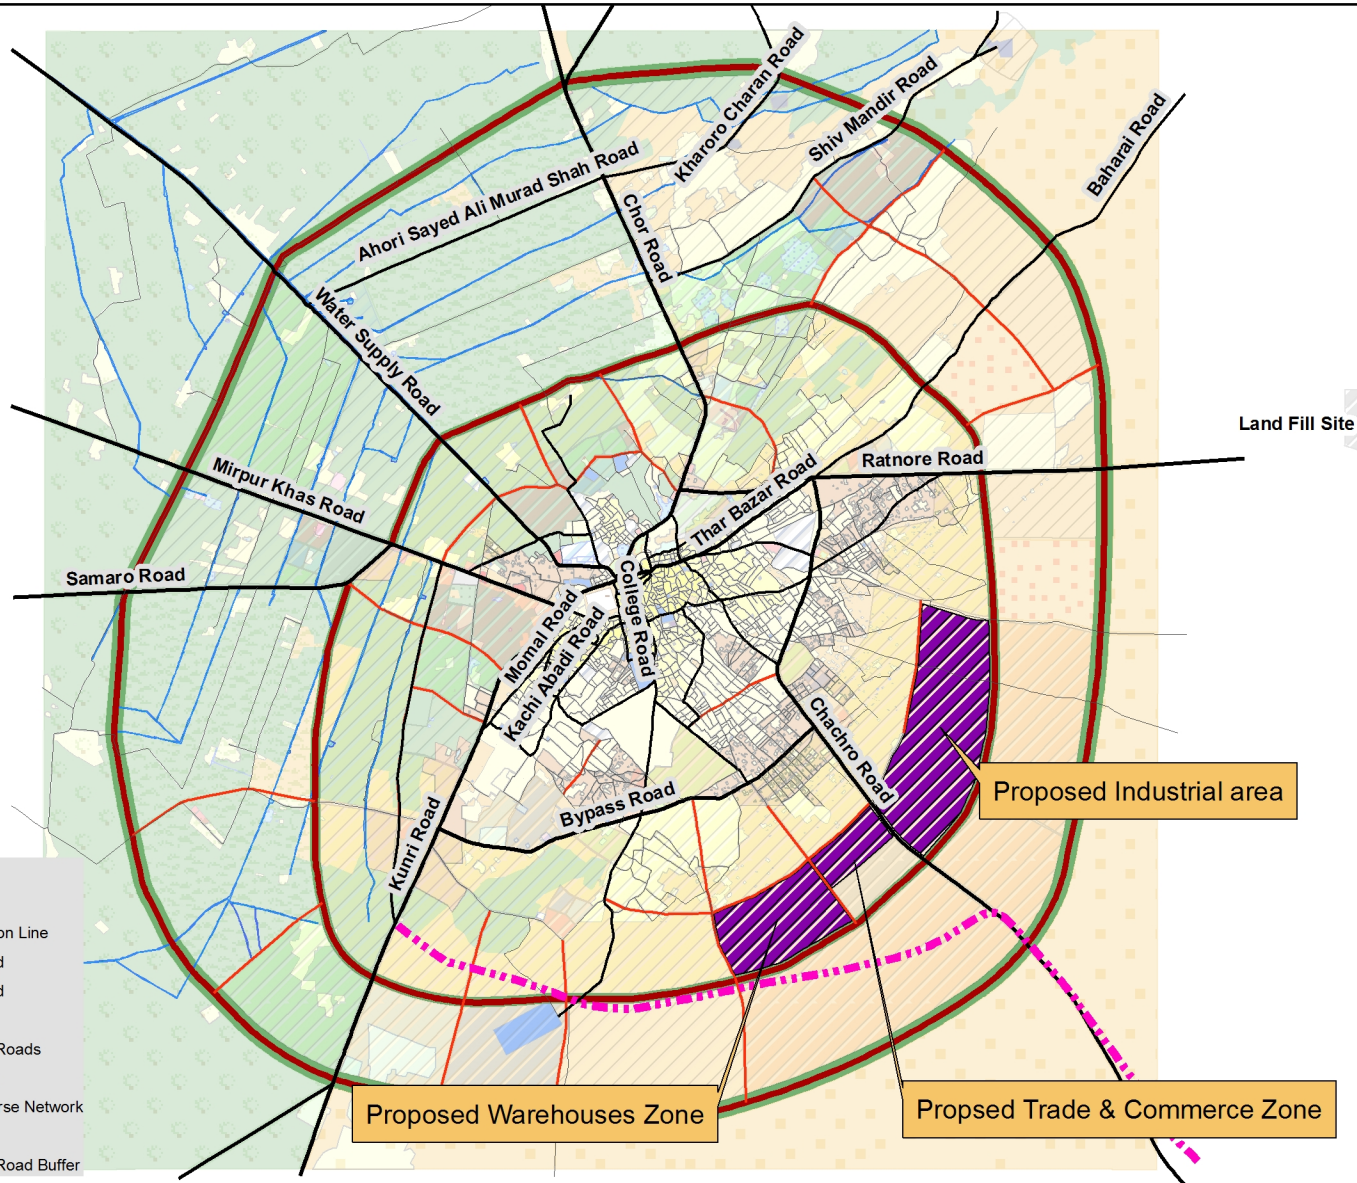 Kharoro Charan Road
Shiv Mandir Road
Baharai Road
Ahori Sayed Ali Murad Shah Road
Chor Road
Water Supply Road
Land Fill Site
Mirpur Khas Road
Ratnore Road
Thar Bazar Road
Samaro Road
College Road
Momal Road
Kachi Abadi Road
Chachro Road
Proposed Industrial area
Bypass Road
Kunri Road
on Line
d
d
Roads
rse Network
Road Buffer
Proposed Warehouses Zone
Propsed Trade & Commerce Zone